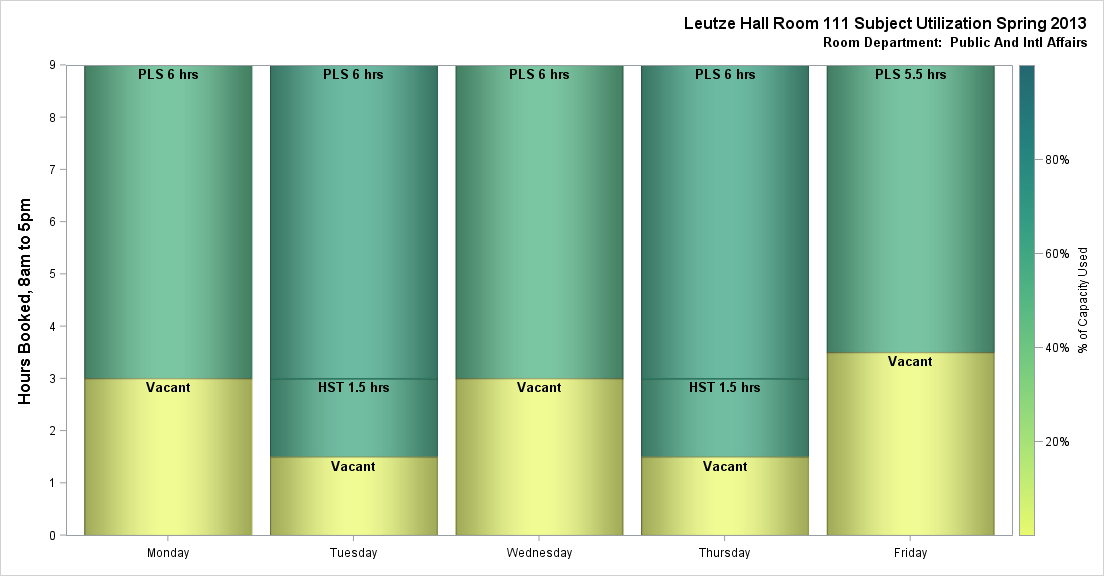 Leutze Hall Room 111 Subject Utilization Spring 2013
Room Department:  Public And Intl Affairs
Hours Booked, 8am to 5pm
9
8
7
6
5
4
3
2
1
0
PLS 6 hrs
Vacant
PLS 6 hrs
HST 1.5 hrs
Vacant
PLS 6 hrs
Vacant
PLS 6 hrs
HST 1.5 hrs
Vacant
PLS 5.5 hrs
Vacant
Monday
Tuesday
Wednesday
Thursday
Friday
80%
60%
40%
20%
% of Capacity Used